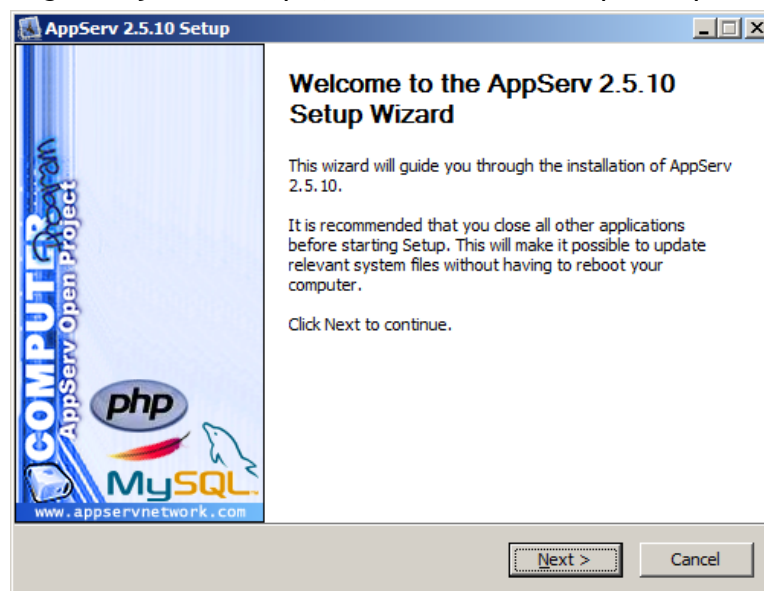 AppServ 2.5.10 Setup
Welcome to the AppServ 2.5.10
Setup Wizard
This wizard will guide you through the installation of AppServ
2.5.10.
It is recommended that you close all other applications
before starting Setup. This will make it possible to update
relevant system files without having to reboot your
computer.
Click Next to continue.
COMPUTER
Program
AppServ Open Project
php
MySQL
www.appservnetwork.com
Next >
Cancel